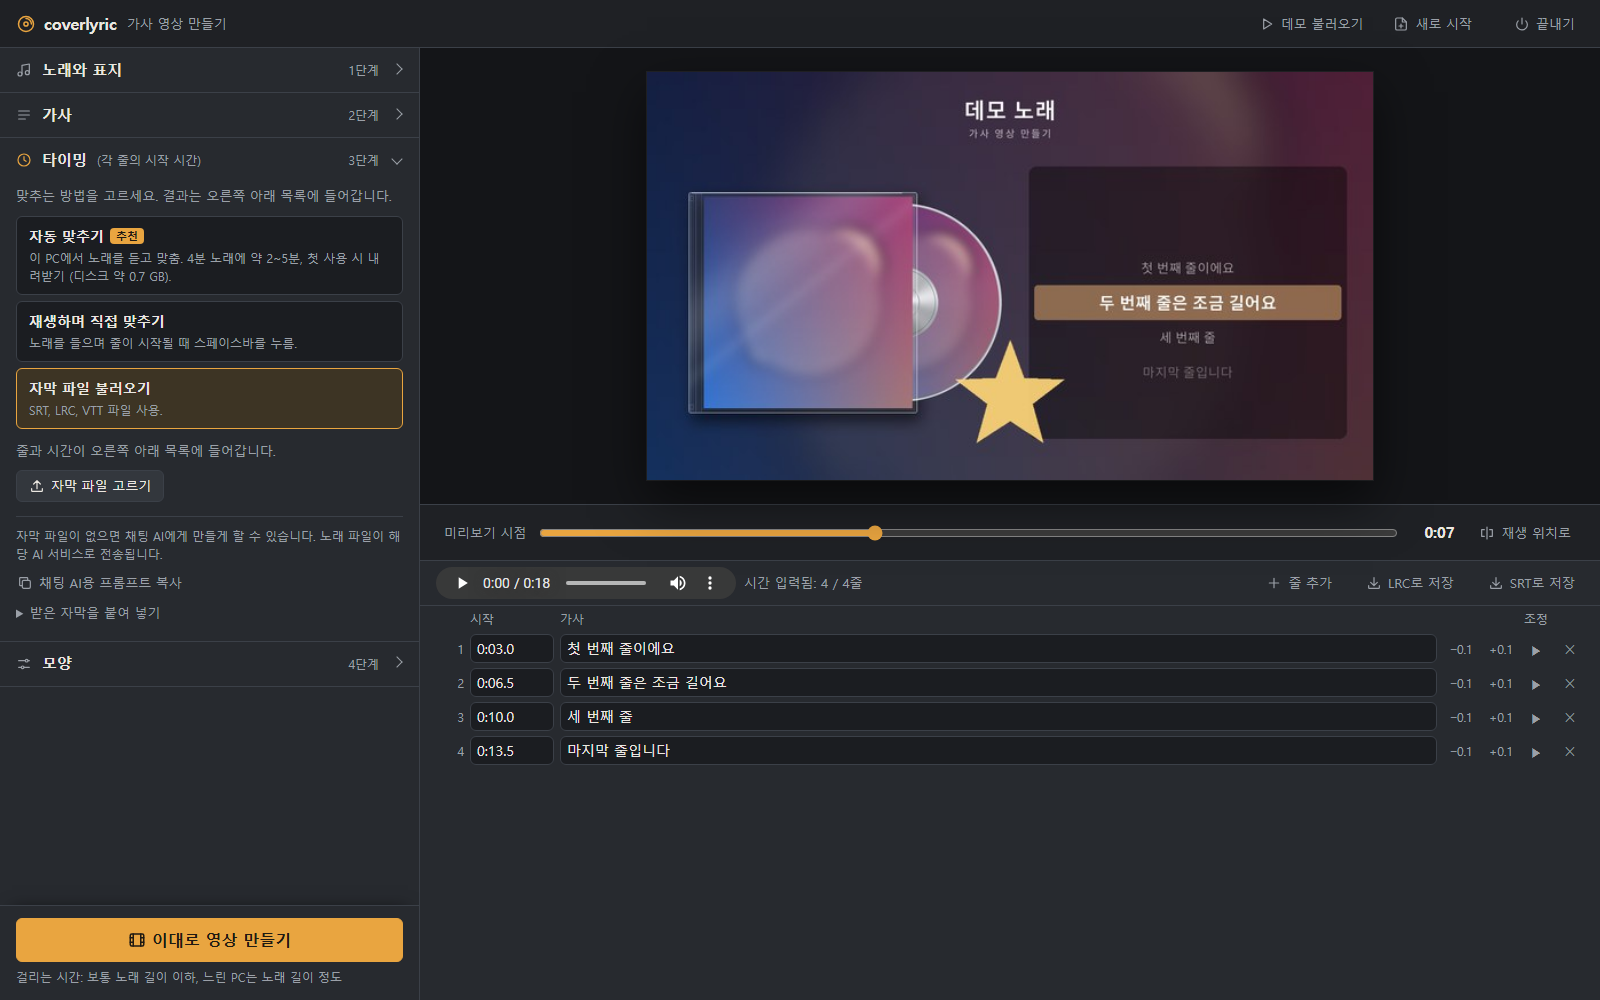 coverlyric 가사 영상 만들기
데모 불러오기
새로 시작
끝내기
노래와 표지
1단계
가사
2단계
타이밍 (각 줄의 시작 시간)
3단계
맞추는 방법을 고르세요. 결과는 오른쪽 아래 목록에 들어갑니다.
자동 맞추기 추천
이 PC에서 노래를 듣고 맞춤. 4분 노래에 약 2~5분, 첫 사용 시 내
려받기 (디스크 약 0.7 GB).
재생하며 직접 맞추기
노래를 들으며 줄이 시작될 때 스페이스바를 누름.
자막 파일 불러오기
SRT, LRC, VTT 파일 사용.
줄과 시간이 오른쪽 아래 목록에 들어갑니다.
자막 파일 고르기
자막 파일이 없으면 채팅 AI에게 만들게 할 수 있습니다. 노래 파일이 해
당 AI 서비스로 전송됩니다.
채팅 AI용 프롬프트 복사
받은 자막을 붙여 넣기
모양
4단계
이대로 영상 만들기
걸리는 시간: 보통 노래 길이 이하, 느린 PC는 노래 길이 정도
데모 노래
가사 영상 만들기
첫 번째 줄이에요
두 번째 줄은 조금 길어요
세 번째 줄
마지막 줄입니다
미리보기 시점
0:07
재생 위치로
0:00 / 0:18
시간 입력됨: 4 / 4줄
줄 추가
LRC로 저장
SRT로 저장
시작 가사 조정
1 0:03.0 첫 번째 줄이에요 −0.1 +0.1
2 0:06.5 두 번째 줄은 조금 길어요 −0.1 +0.1
3 0:10.0 세 번째 줄 −0.1 +0.1
4 0:13.5 마지막 줄입니다 −0.1 +0.1